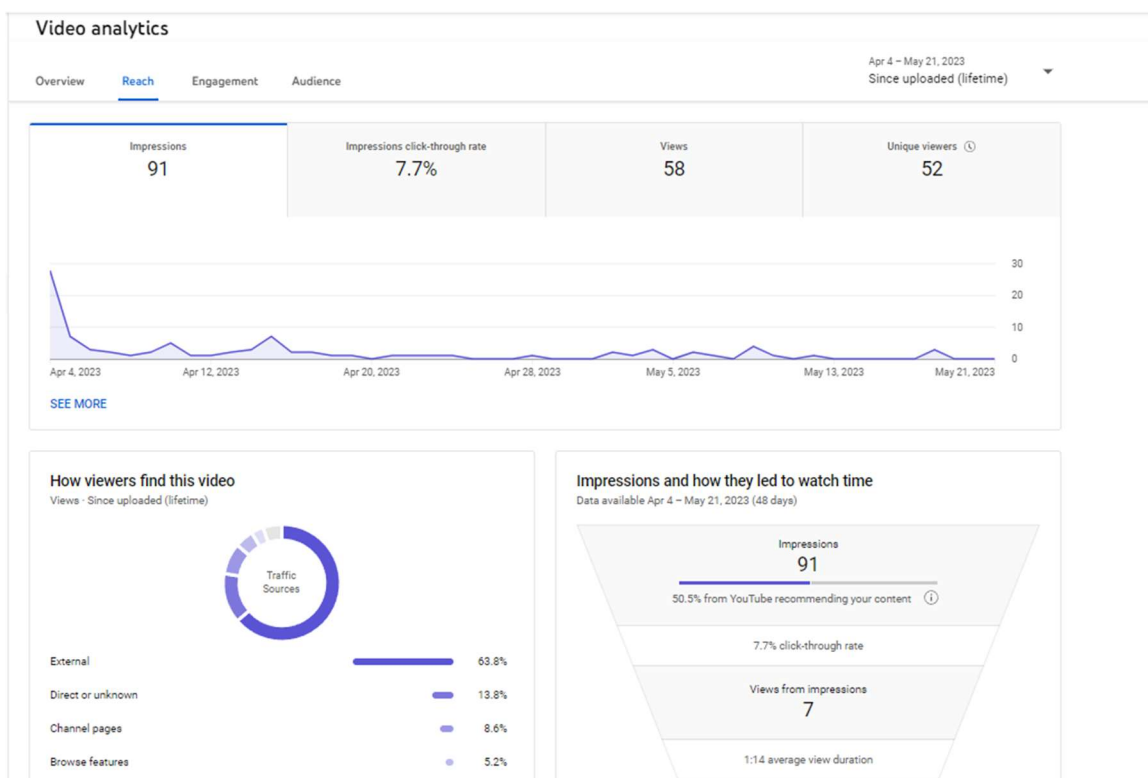 Video analytics
Apr 4 – May 21, 2023
Since uploaded (lifetime)
Overview Reach Engagement Audience
Impressions
91
Impressions click-through rate
7.7%
Views
58
Unique viewers
52
30
20
10
0
Apr 4, 2023 Apr 12, 2023 Apr 20, 2023 Apr 28, 2023 May 5, 2023 May 13, 2023 May 21, 2023
SEE MORE
How viewers find this video
Views · Since uploaded (lifetime)
Traffic
Sources
External 63.8%
Direct or unknown 13.8%
Channel pages 8.6%
Browse features 5.2%
Impressions and how they led to watch time
Data available Apr 4 – May 21, 2023 (48 days)
Impressions
91
50.5% from YouTube recommending your content
7.7% click-through rate
Views from impressions
7
1:14 average view duration